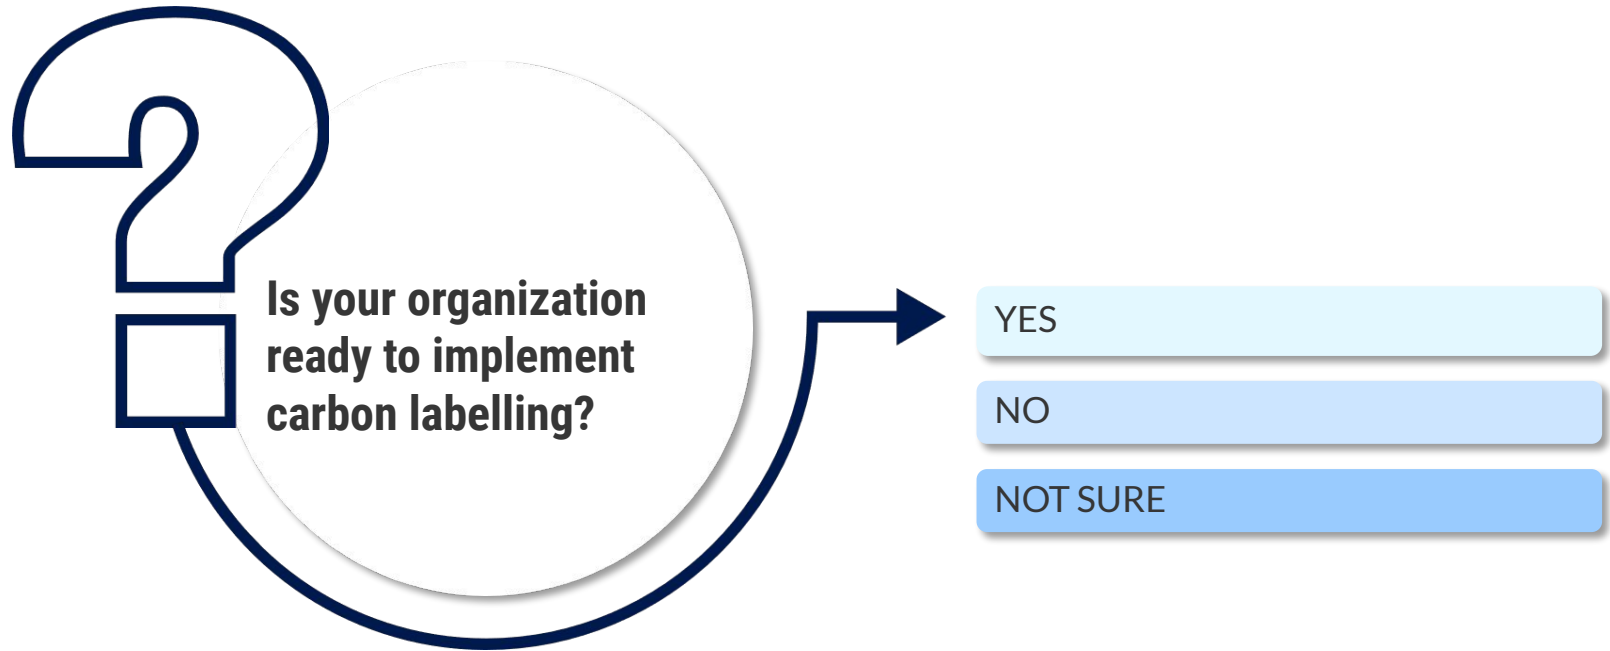 Is your organization
ready to implement
carbon labelling?
YES
NO
NOT SURE